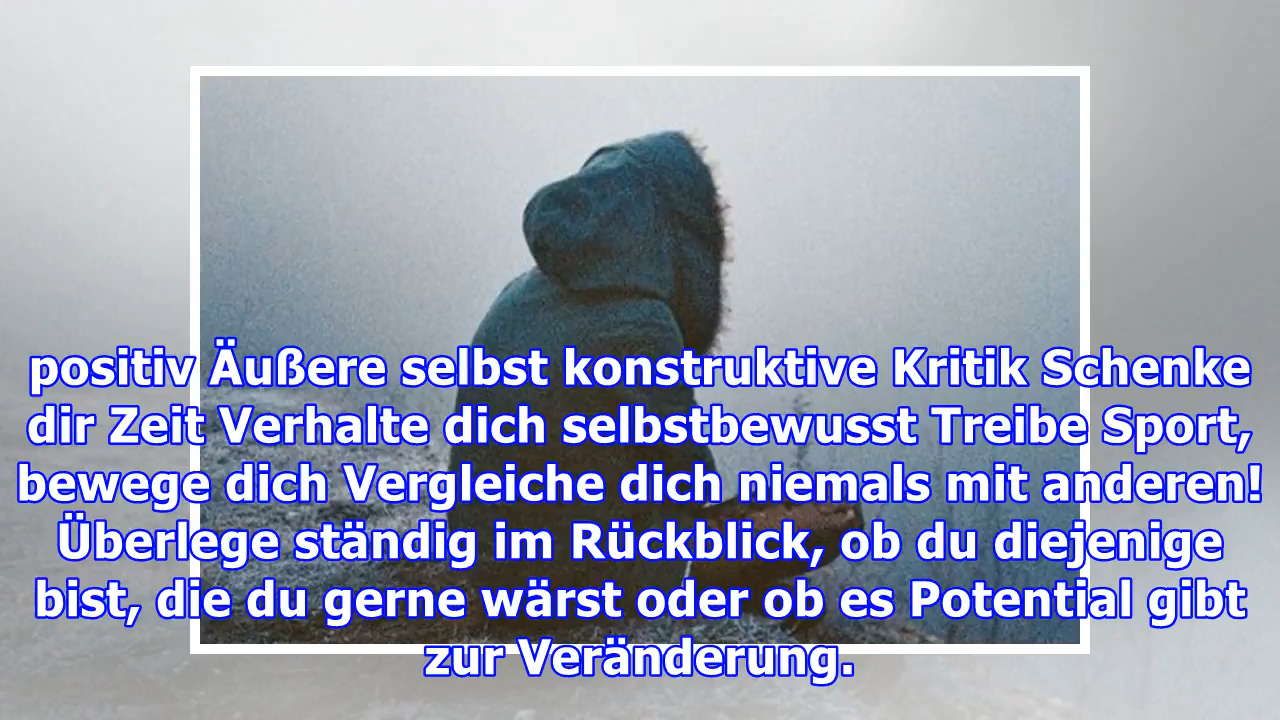 positiv Äußere selbst konstruktive Kritik Schenke
dir Zeit Verhalte dich selbstbewusst Treibe Sport,
bewege dich Vergleiche dich niemals mit anderen!
Überlege ständig im Rückblick, ob du diejenige
bist, die du gerne wärst oder ob es Potential gibt
zur Veränderung.